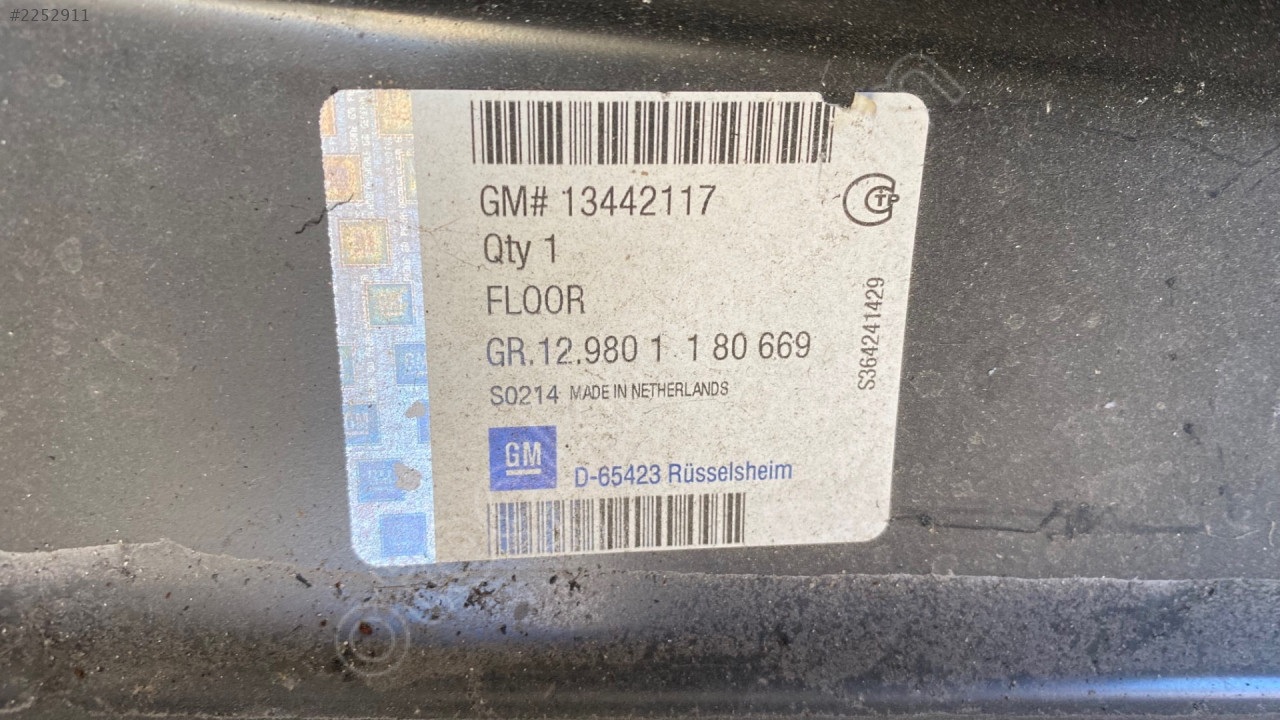 #2252911
GM# 13442117
Qty 1
FLOOR
GR.12.980 1 1 80 669
S0214 MADE IN NETHERLANDS
GM
D-65423 Rüsselsheim
S364241429